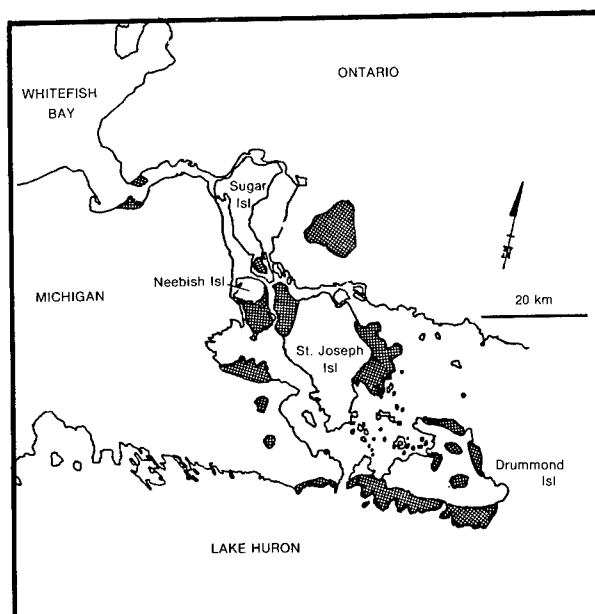 ONTARIO
WHITEFISH
BAY
Sugar
Isl
N
Neebish Isl
MICHIGAN
20 km
St. Joseph
Isl
Drummond
Isl
LAKE HURON